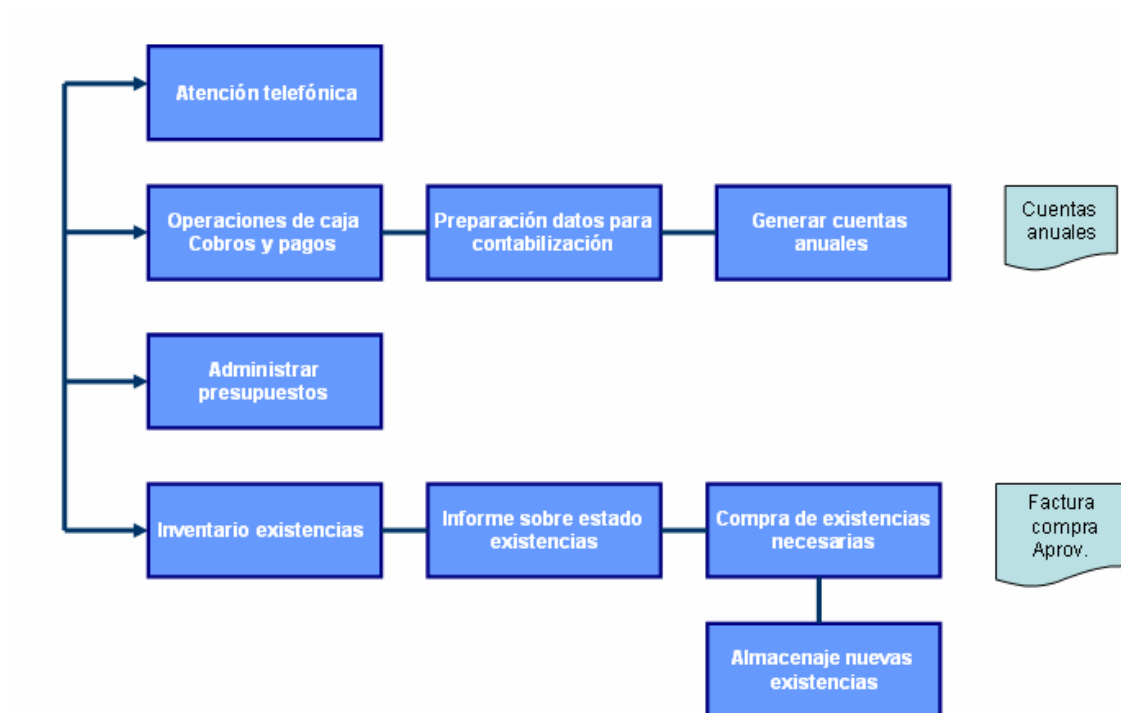 Atención telefónica
Operaciones de caja
Cobros y pagos
Preparación datos para
contabilización
Generar cuentas
anuales
Cuentas
anuales
Administrar
presupuestos
Inventario existencias
Informe sobre estado
existencias
Compra de existencias
necesarias
Factura
compra
Aprov.
Almacenaje nuevas
existencias